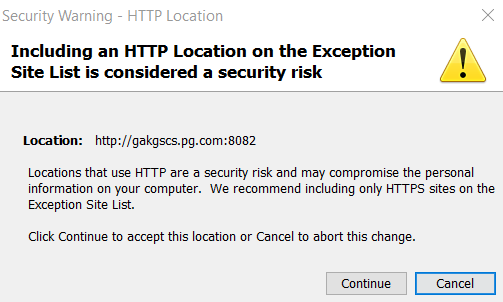 Security Warning - HTTP Location
Including an HTTP Location on the Exception
Site List is considered a security risk
Location: http://gakgscs.pg.com:8082
Locations that use HTTP are a security risk and may compromise the personal
information on your computer. We recommend including only HTTPS sites on the
Exception Site List.
Click Continue to accept this location or Cancel to abort this change.
Continue Cancel